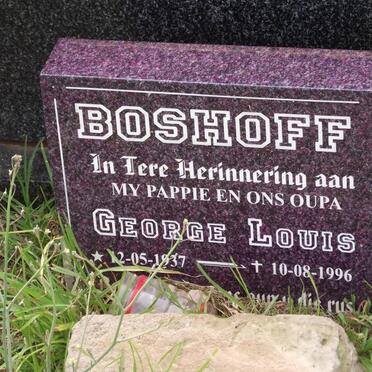 BOSHOFF
In Tere Herinnering aan
MY PAPPIE EN ONS OUPA
GEORGE LOUIS
★ 12-05-1937 — † 10-08-1996